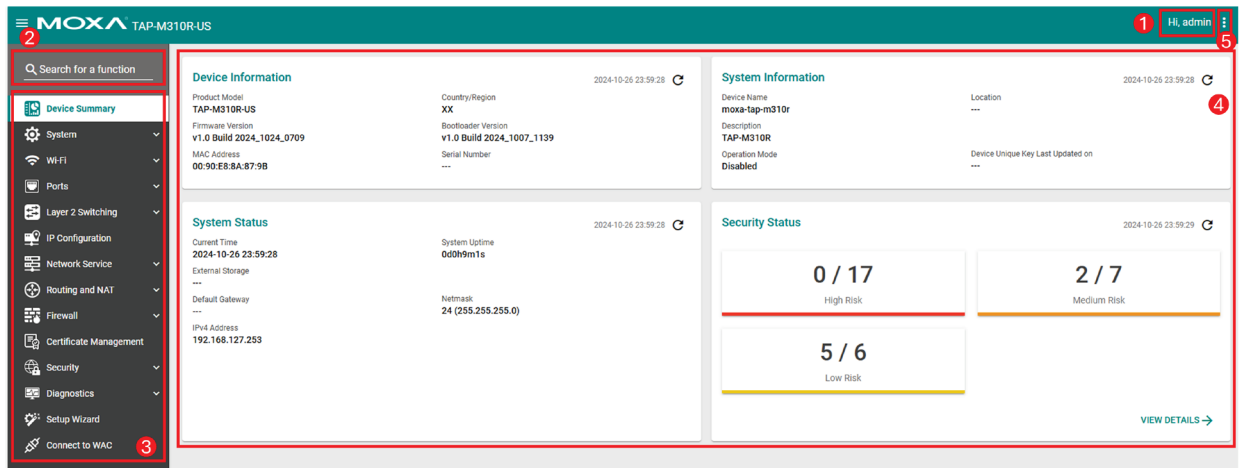 MOXA TAP-M310R-US
1 Hi, admin
2
5
Search for a function
Device Summary
System
Wi-Fi
Ports
Layer 2 Switching
IP Configuration
Network Service
Routing and NAT
Firewall
Certificate Management
Security
Diagnostics
Setup Wizard
Connect to WAC
3
Device Information 2024-10-26 23:59:28
Product Model Country/Region
TAP-M310R-US XX
Firmware Version Bootloader Version
v1.0 Build 2024_1024_0709 v1.0 Build 2024_1007_1139
MAC Address Serial Number
00:90:E8:8A:87:9B ---
System Information 2024-10-26 23:59:28
4
Device Name Location
moxa-tap-m310r ---
Description
TAP-M310R
Operation Mode Device Unique Key Last Updated on
Disabled ---
System Status 2024-10-26 23:59:28
Current Time System Uptime
2024-10-26 23:59:28 0d0h9m1s
External Storage
---
Default Gateway Netmask
--- 24 (255.255.255.0)
IPv4 Address
192.168.127.253
Security Status 2024-10-26 23:59:29
0 / 17 2 / 7
High Risk Medium Risk
5 / 6
Low Risk
VIEW DETAILS